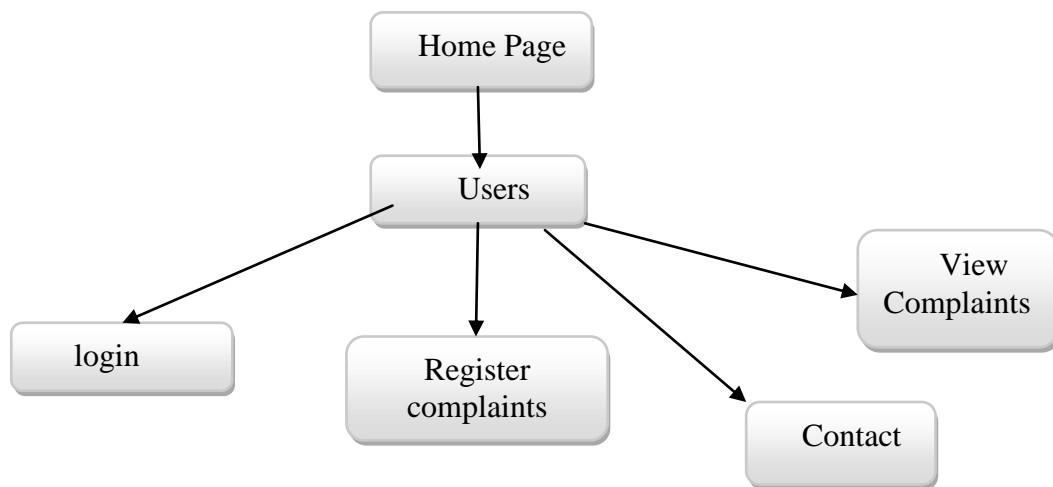 Home Page
Users
View
Complaints
login
Register
complaints
Contact